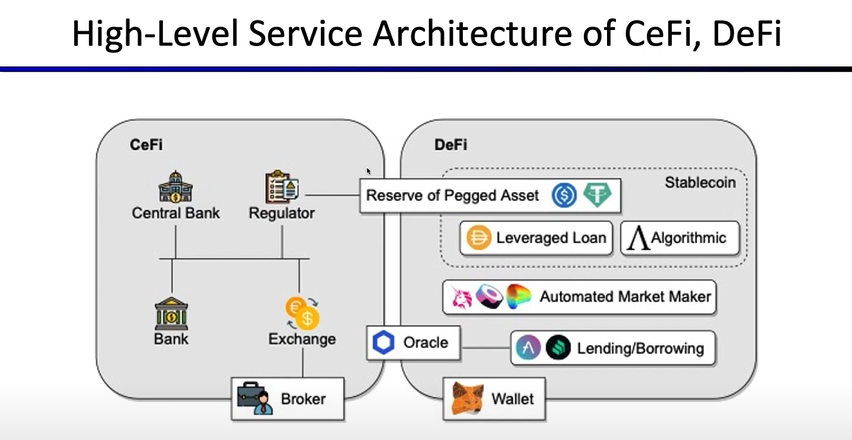 High-Level Service Architecture of CeFi, DeFi
CeFi
Central Bank
Regulator
Bank
Exchange
Broker
DeFi
Stablecoin
Reserve of Pegged Asset
Leveraged Loan
Algorithmic
Automated Market Maker
Oracle
Lending/Borrowing
Wallet